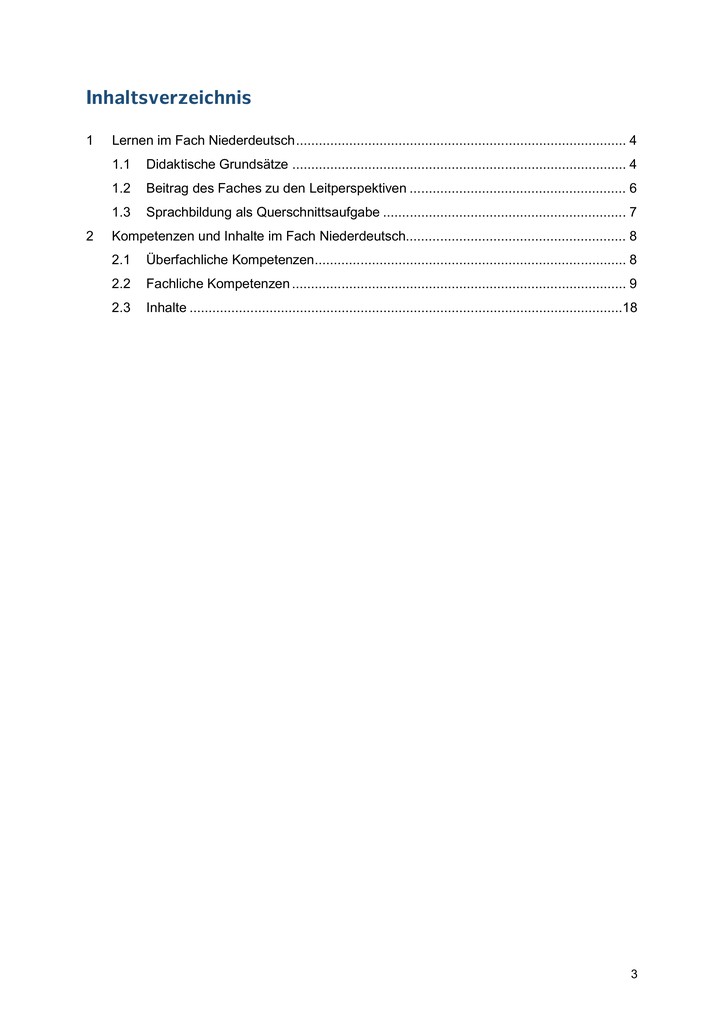 Inhaltsverzeichnis
1 Lernen im Fach Niederdeutsch........................................................................................ 4
1.1 Didaktische Grundsätze ......................................................................................... 4
1.2 Beitrag des Faches zu den Leitperspektiven .......................................................... 6
1.3 Sprachbildung als Querschnittsaufgabe ................................................................. 7
2 Kompetenzen und Inhalte im Fach Niederdeutsch........................................................... 8
2.1 Überfachliche Kompetenzen................................................................................... 8
2.2 Fachliche Kompetenzen ......................................................................................... 9
2.3 Inhalte ...................................................................................................................18
3